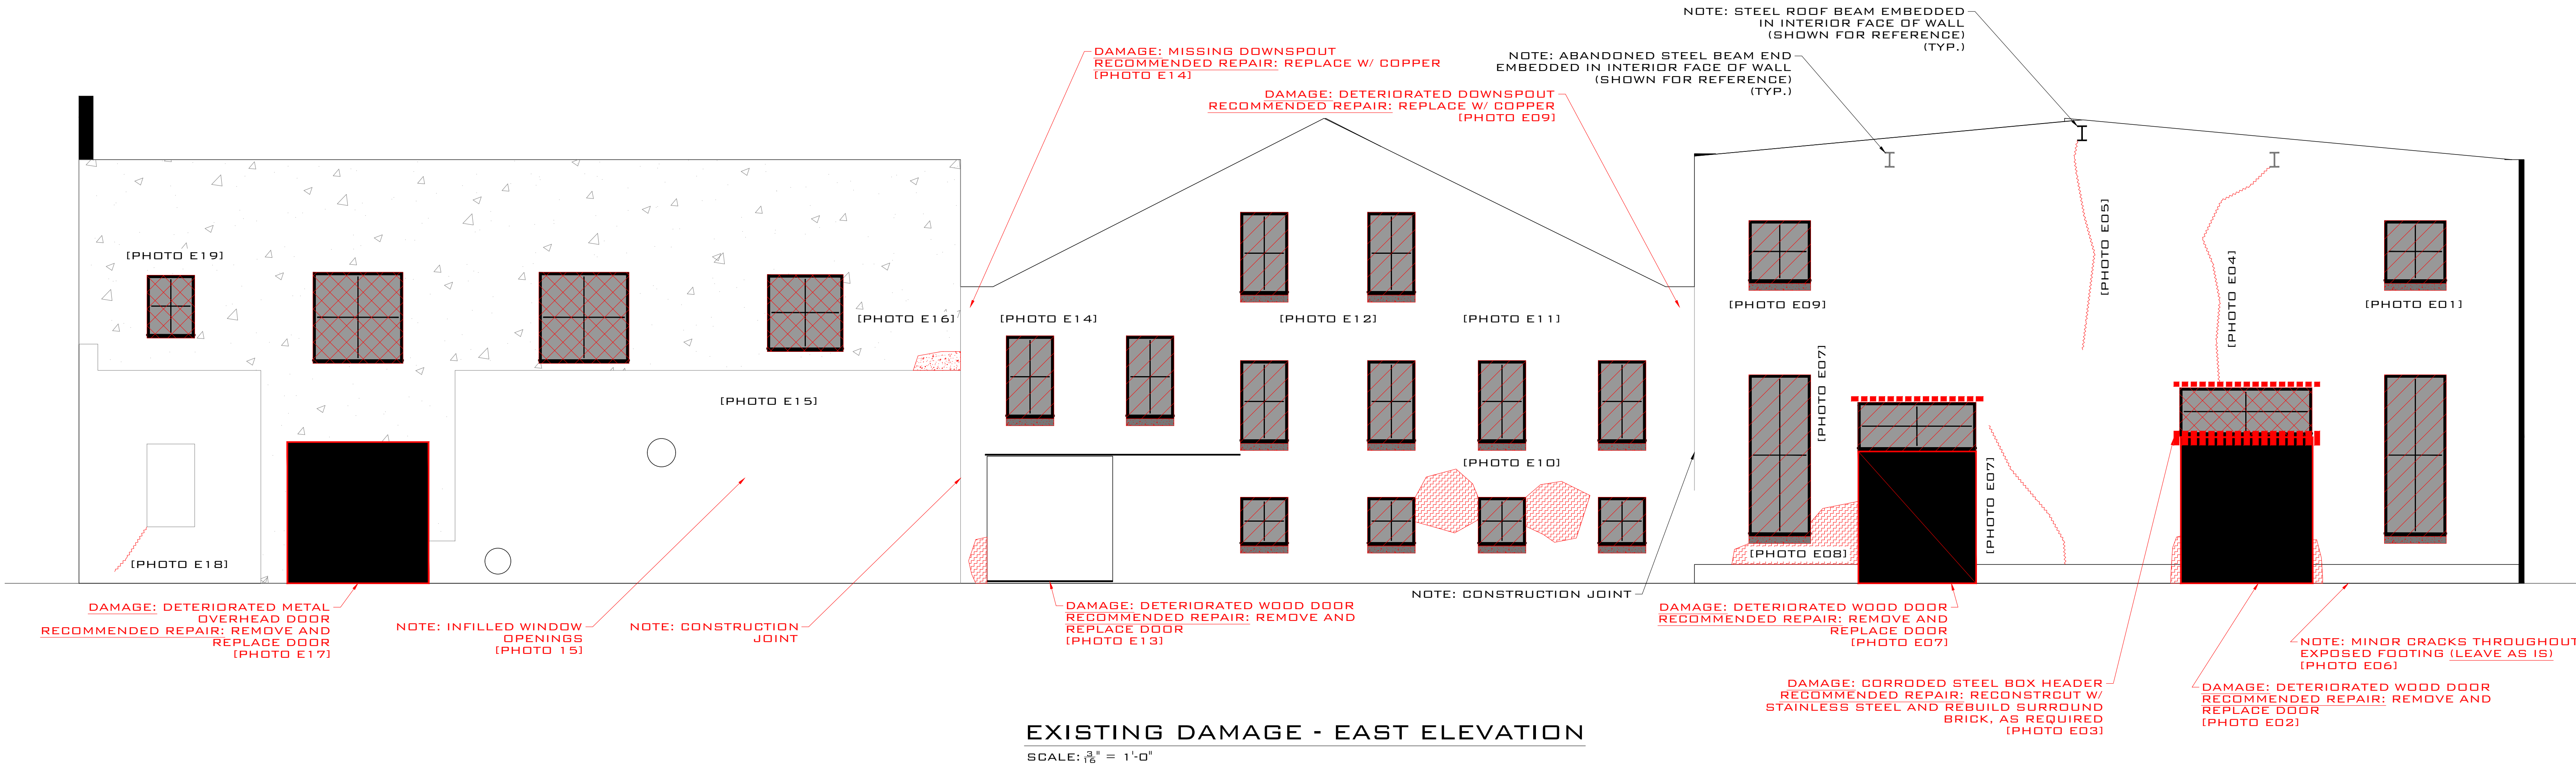 NOTE: STEEL ROOF BEAM EMBEDDED
IN INTERIOR FACE OF WALL
(SHOWN FOR REFERENCE)
(TYP.)
DAMAGE: MISSING DOWNSPOUT
RECOMMENDED REPAIR: REPLACE W/ COPPER
[PHOTO E14]
NOTE: ABANDONED STEEL BEAM END
EMBEDDED IN INTERIOR FACE OF WALL
(SHOWN FOR REFERENCE)
(TYP.)
DAMAGE: DETERIORATED DOWNSPOUT
RECOMMENDED REPAIR: REPLACE W/ COPPER
[PHOTO E09]
[PHOTO E19]
[PHOTO E16]
[PHOTO E14]
[PHOTO E12]
[PHOTO E11]
[PHOTO E09]
[PHOTO E05]
[PHOTO E04]
[PHOTO E01]
[PHOTO E15]
[PHOTO E07]
[PHOTO E10]
[PHOTO E07]
[PHOTO E18]
[PHOTO E08]
DAMAGE: DETERIORATED METAL
OVERHEAD DOOR
RECOMMENDED REPAIR: REMOVE AND
REPLACE DOOR
[PHOTO E17]
NOTE: INFILLED WINDOW
OPENINGS
[PHOTO 15]
NOTE: CONSTRUCTION
JOINT
DAMAGE: DETERIORATED WOOD DOOR
RECOMMENDED REPAIR: REMOVE AND
REPLACE DOOR
[PHOTO E13]
NOTE: CONSTRUCTION JOINT
DAMAGE: DETERIORATED WOOD DOOR
RECOMMENDED REPAIR: REMOVE AND
REPLACE DOOR
[PHOTO E07]
NOTE: MINOR CRACKS THROUGHOUT
EXPOSED FOOTING (LEAVE AS IS)
[PHOTO E06]
DAMAGE: CORRODED STEEL BOX HEADER
RECOMMENDED REPAIR: RECONSTRCUT W/
STAINLESS STEEL AND REBUILD SURROUND
BRICK, AS REQUIRED
[PHOTO E03]
DAMAGE: DETERIORATED WOOD DOOR
RECOMMENDED REPAIR: REMOVE AND
REPLACE DOOR
[PHOTO E02]
EXISTING DAMAGE - EAST ELEVATION
SCALE: 3/16" = 1'-0"